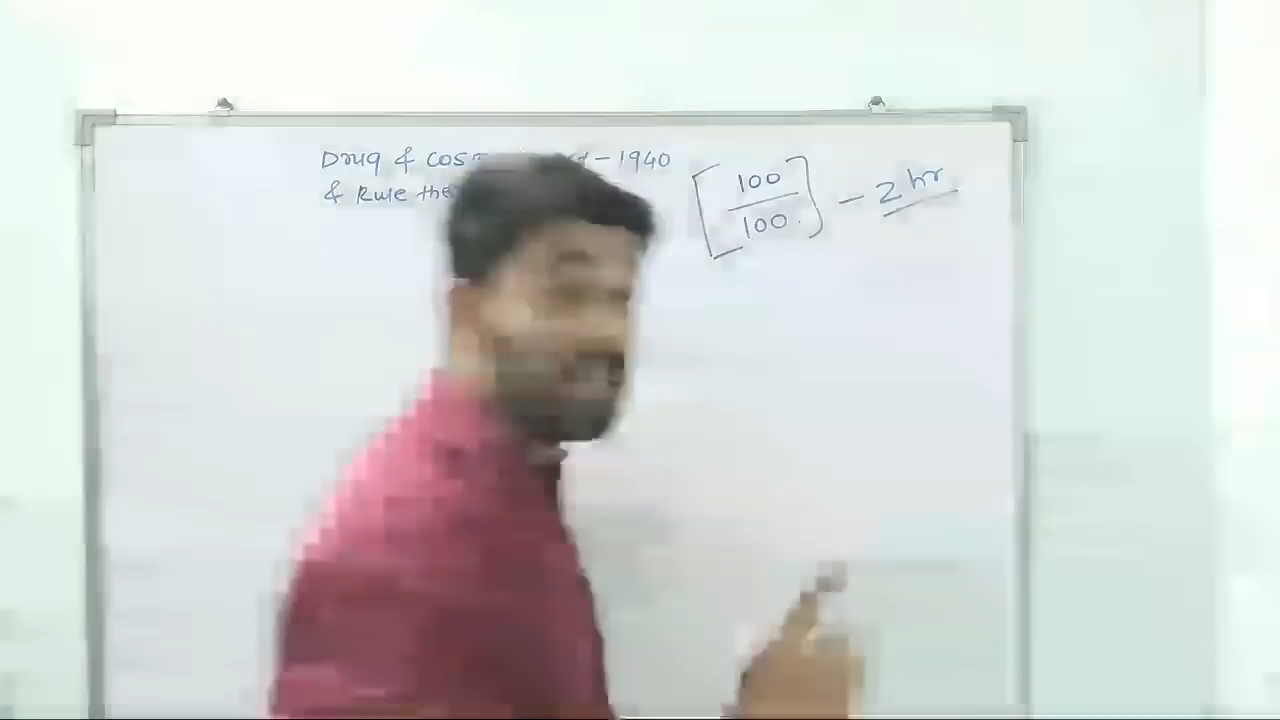 Drug & cos - 1940
& Rule the
[100/100] - 2 hr